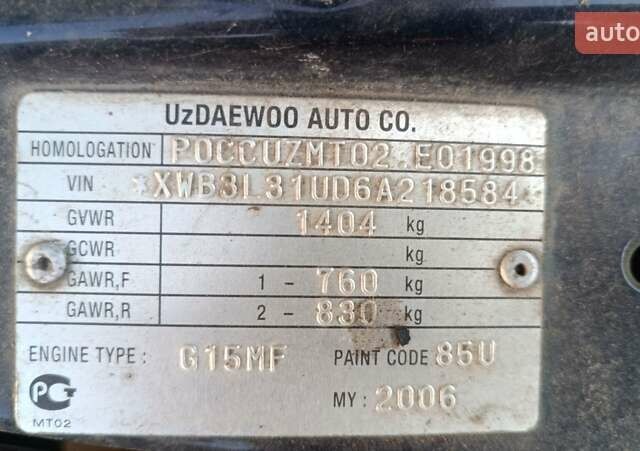 auto
UzDAEWOO AUTO CO.
HOMOLOGATION POCCUZMT02.E01998
VIN *XWB3L31UD6A218584*
GVWR 1404 kg
GCWR kg
GAWR,F 1 - 760 kg
GAWR,R 2 - 830 kg
ENGINE TYPE : G15MF PAINT CODE 85U
PCT MY : 2006
MT02